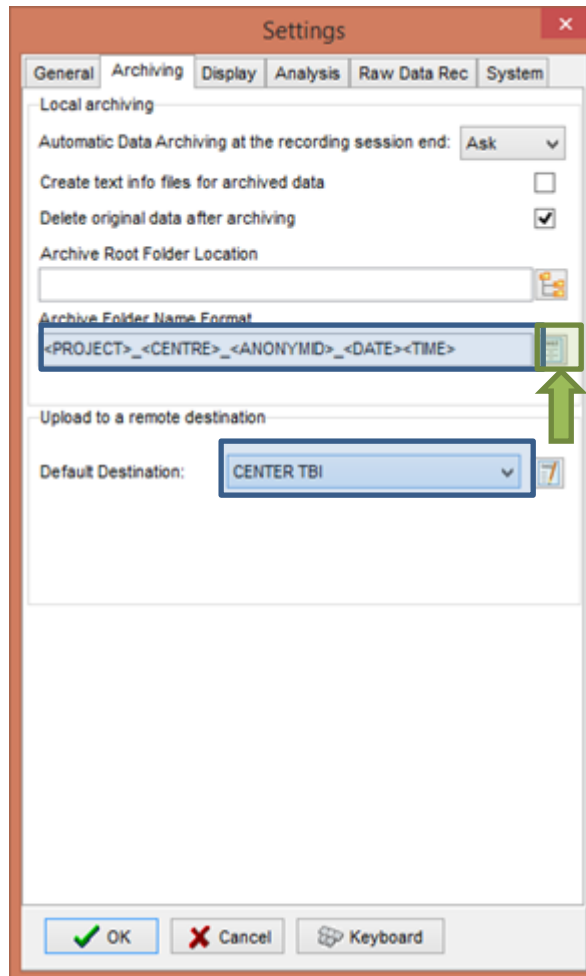 Settings
General Archiving Display Analysis Raw Data Rec System
Local archiving
Automatic Data Archiving at the recording session end: Ask
Create text info files for archived data
Delete original data after archiving
Archive Root Folder Location
Archive Folder Name Format
<PROJECT>_<CENTRE>_<ANONYMID>_<DATE><TIME>
Upload to a remote destination
Default Destination: CENTER TBI
OK Cancel Keyboard